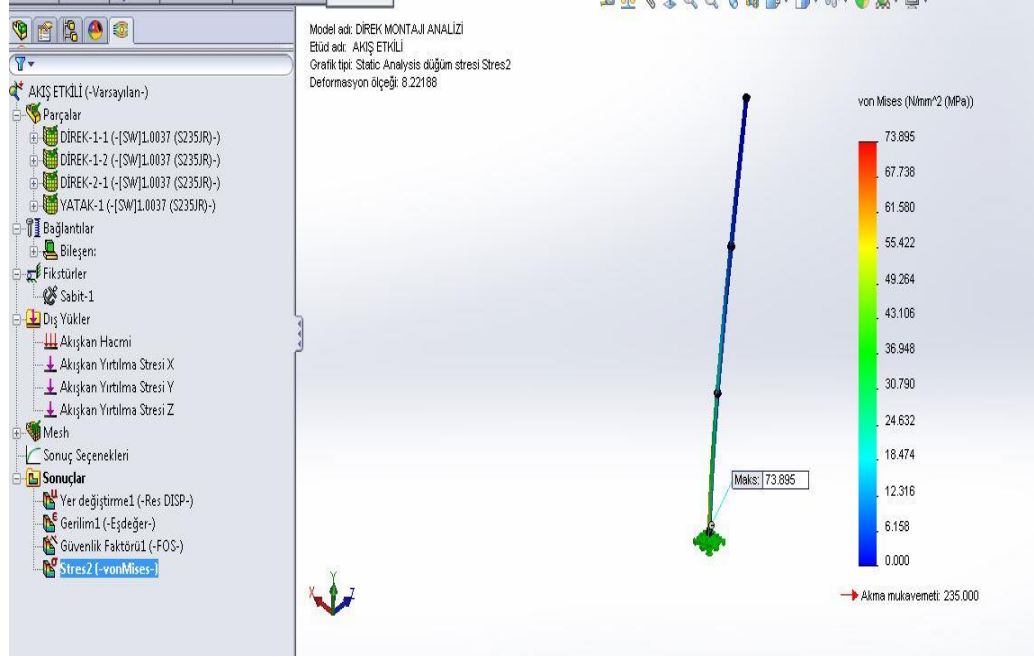 AKIŞ ETKİLİ (-Varsayılan-)
Parçalar
DİREK-1-1 (-[SW]1.0037 (S235JR)-)
DİREK-1-2 (-[SW]1.0037 (S235JR)-)
DİREK-2-1 (-[SW]1.0037 (S235JR)-)
YATAK-1 (-[SW]1.0037 (S235JR)-)
Bağlantılar
Bileşen:
Fikstürler
Sabit-1
Dış Yükler
Akışkan Hacmi
Akışkan Yırtılma Stresi X
Akışkan Yırtılma Stresi Y
Akışkan Yırtılma Stresi Z
Mesh
Sonuç Seçenekleri
Sonuçlar
Yer değiştirme1 (-Res DISP-)
Gerilim1 (-Eşdeğer-)
Güvenlik Faktörü1 (-FOS-)
Stres2 (-vonMises-)
Model adı: DİREK MONTAJI ANALİZİ
Etüd adı: AKIŞ ETKİLİ
Grafik tipi: Static Analysis düğüm stresi Stres2
Deformasyon ölçeği: 8.22188
Maks: 73.895
X
Y
Z
von Mises (N/mm^2 (MPa))
73.895
67.738
61.580
55.422
49.264
43.106
36.948
30.790
24.632
18.474
12.316
6.158
0.000
Akma mukavemeti: 235.000